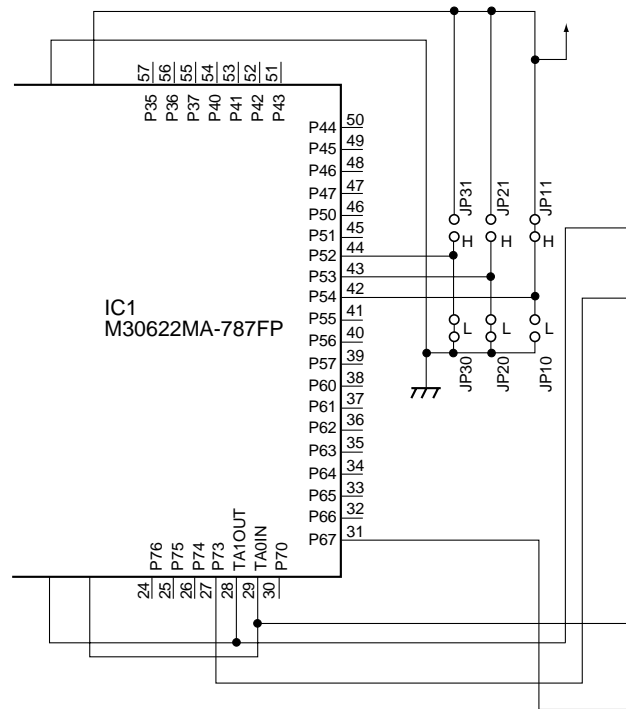 57 56 55 54 53 52 51
P35 P36 P37 P40 P41 P42 P43
P44 50
P45 49
P46 48
P47 47
P50 46
P51 45
P52 44
P53 43
P54 42
P55 41
P56 40
P57 39
P60 38
P61 37
P62 36
P63 35
P64 34
P65 33
P66 32
P67 31
JP31 JP21 JP11
H H H
L L L
JP30 JP20 JP10
IC1
M30622MA-787FP
P76 P75 P74 P73 TA1OUT TA0IN P70
24 25 26 27 28 29 30